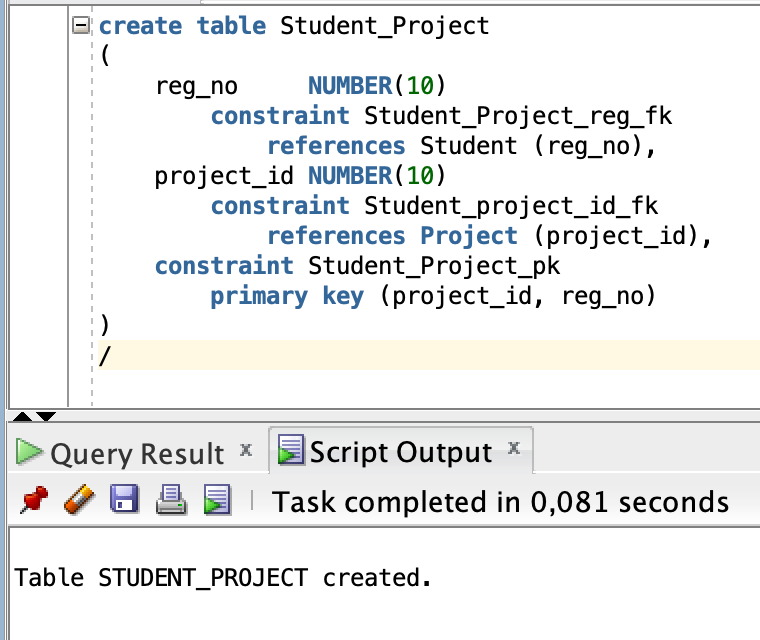 create table Student_Project
(
    reg_no     NUMBER(10)
        constraint Student_Project_reg_fk
            references Student (reg_no),
    project_id NUMBER(10)
        constraint Student_project_id_fk
            references Project (project_id),
    constraint Student_Project_pk
        primary key (project_id, reg_no)
)
/
Query Result x Script Output x
Task completed in 0,081 seconds
Table STUDENT_PROJECT created.